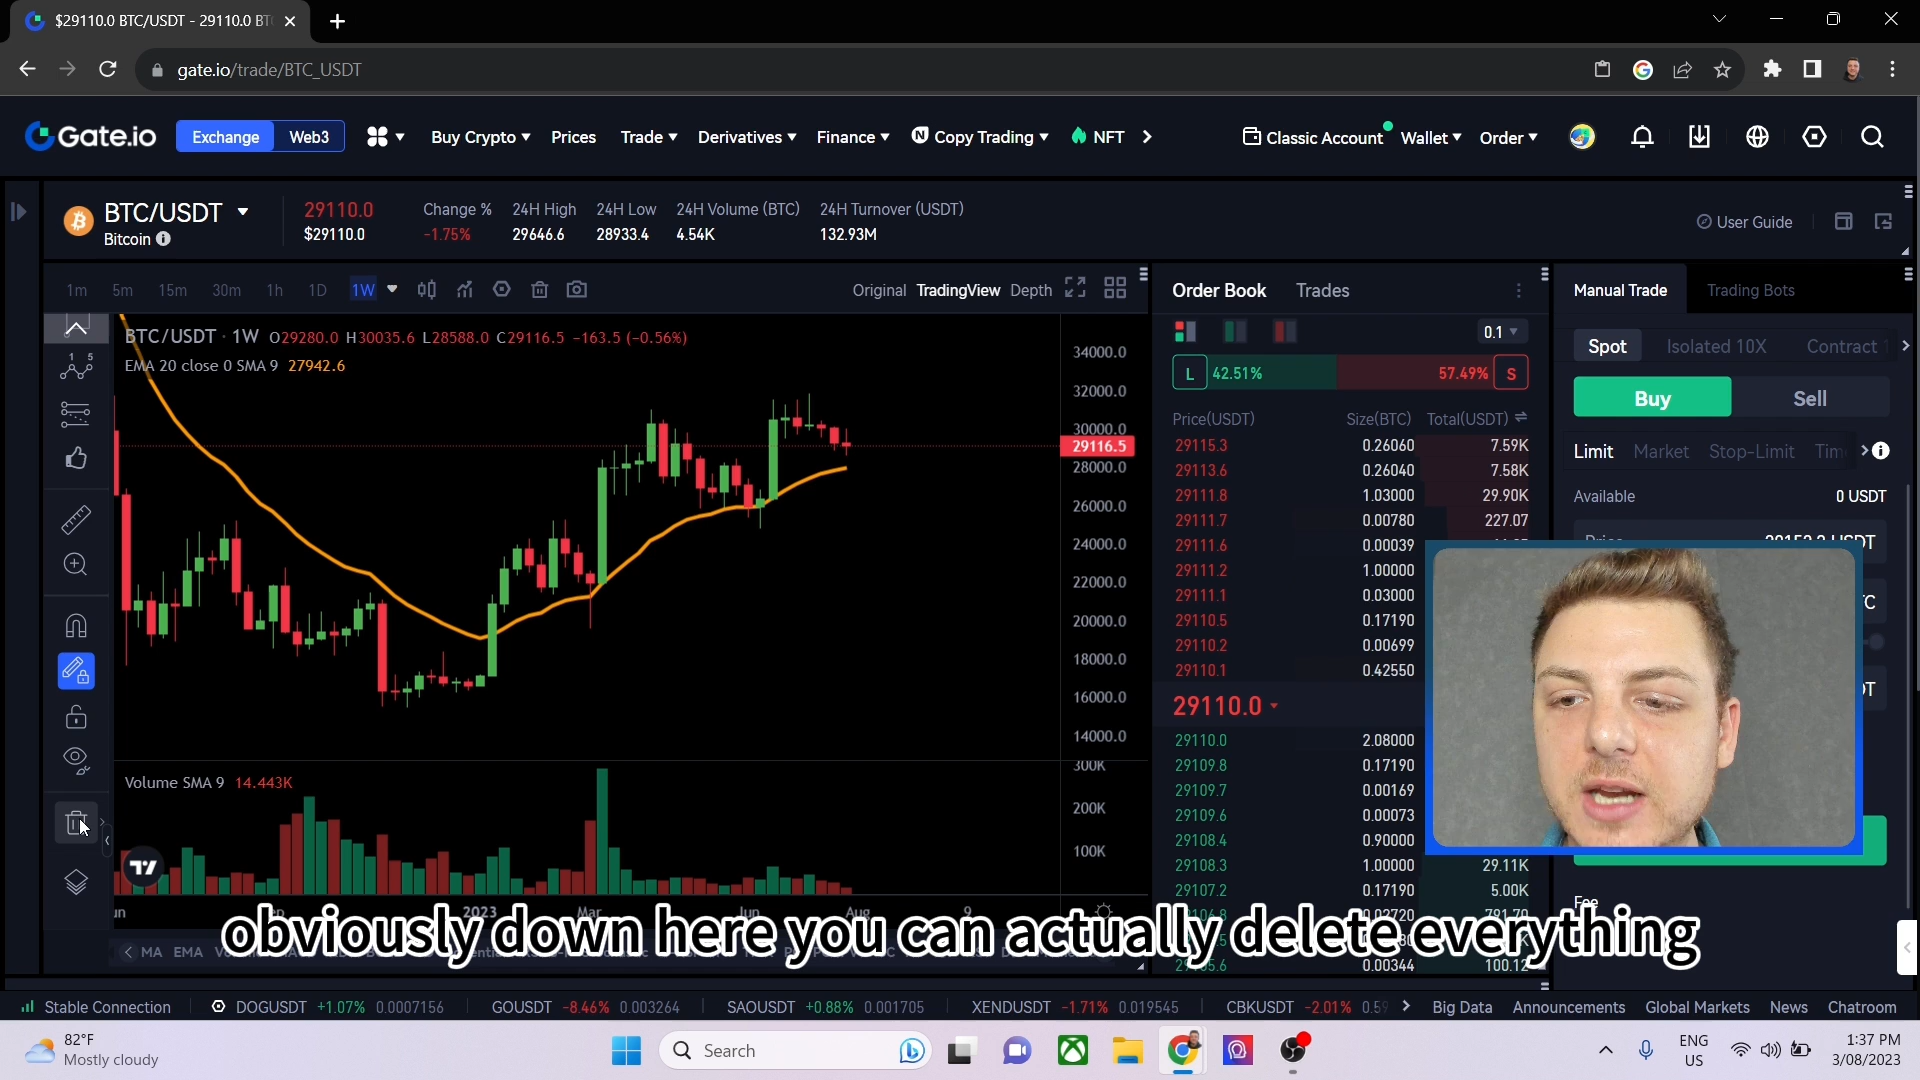 $29110.0 BTC/USDT - 29110.0 BT
gate.io/trade/BTC_USDT
Gate.io
Exchange
Web3
Buy Crypto
Prices
Trade
Derivatives
Finance
Copy Trading
NFT
Classic Account
Wallet
Order
BTC/USDT
Bitcoin
29110.0
$29110.0
Change %
-1.75%
24H High
29646.6
24H Low
28933.4
24H Volume (BTC)
4.54K
24H Turnover (USDT)
132.93M
User Guide
1m 5m 15m 30m 1h 1D 1W
Original TradingView Depth
BTC/USDT · 1W O29280.0 H30035.6 L28588.0 C29116.5 -163.5 (-0.56%)
EMA 20 close 0 SMA 9 27942.6
34000.0
32000.0
30000.0
29116.5
28000.0
26000.0
24000.0
22000.0
20000.0
18000.0
16000.0
14000.0
Volume SMA 9 14.443K
300K
200K
100K
2023
Mar
Aug
9
MA EMA
Order Book Trades
0.1
L 42.51% 57.49% S
Price(USDT) Size(BTC) Total(USDT)
29115.3 0.26060 7.59K
29113.6 0.26040 7.58K
29111.8 1.03000 29.90K
29111.7 0.00780 227.07
29111.6 0.00039
29111.2 1.00000
29111.1 0.03000
29110.5 0.17190
29110.2 0.00699
29110.1 0.42550
29110.0
29110.0 2.08000
29109.8 0.17190
29109.7 0.00169
29109.6 0.00073
29108.4 0.90000
29108.3 1.00000 29.11K
29107.2 0.17190 5.00K
0.00344 100.12
Manual Trade Trading Bots
Spot Isolated 10X Contract
Buy Sell
Limit Market Stop-Limit
Available 0 USDT
Fee
obviously down here you can actually delete everything
Stable Connection
DOGUSDT +1.07% 0.0007156
GOUSDT -8.46% 0.003264
SAOUSDT +0.88% 0.001705
XENDUSDT -1.71% 0.019545
CBKUSDT -2.01%
Big Data Announcements Global Markets News Chatroom
82°F
Mostly cloudy
Search
ENG
US
1:37 PM
3/08/2023